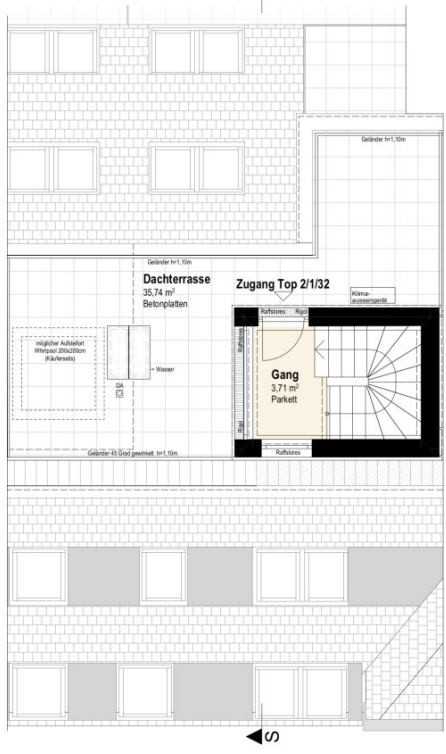 Geländer h=1,10m
Geländer h=1,10m
Dachterrasse
35,74 m²
Betonplatten
Zugang Top 2/1/32
Klima-
aussengerät
Raffstores Rigol
Raffstores
möglicher Aufstellort
Whirlpool 200x200cm
(Käuferseits)
Wasser
DA
Gang
3,71 m²
Parkett
Rigol
Geländer 45 Grad gewinkelt h=1,10m
Raffstores
S